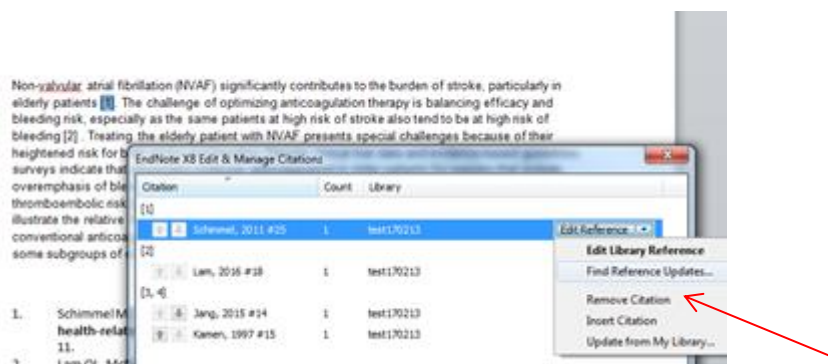 Non-valvular atrial fibrillation (NVAF) significantly contributes to the burden of stroke, particularly in
elderly patients [1]. The challenge of optimizing anticoagulation therapy is balancing efficacy and
bleeding risk, especially as the same patients at high risk of stroke also tend to be at high risk of
bleeding [2] . Treating the elderly patient with NVAF presents special challenges because of their
heightened risk for b
surveys indicate that
overemphasis of ble
thromboembolic risk
illustrate the relative
conventional anticoa
some subgroups of
EndNote X8 Edit & Manage Citations
Citation Count Library
[1]
Schimmel, 2011 #25 1 test170213 Edit Reference
[2]
Lam, 2016 #18 1 test170213
[3, 4]
Jang, 2015 #14 1 test170213
Kamen, 1997 #15 1 test170213
Edit Library Reference
Find Reference Updates...
Remove Citation
Insert Citation
Update from My Library...
1. Schimmel M
health-relat
11.